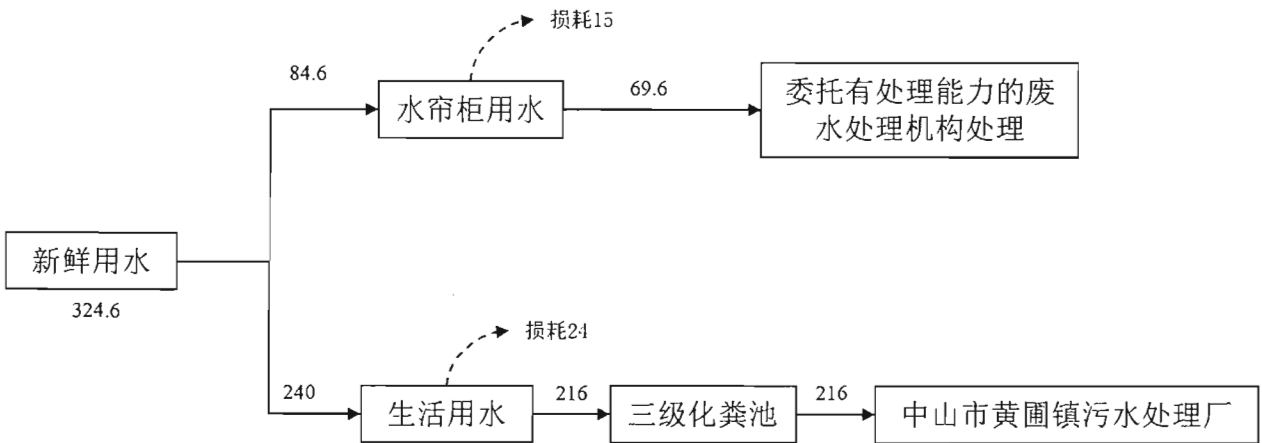 损耗15
84.6
水帘柜用水
69.6
委托有处理能力的废
水处理机构处理
新鲜用水
324.6
损耗24
240
生活用水
216
三级化粪池
216
中山市黄圃镇污水处理厂